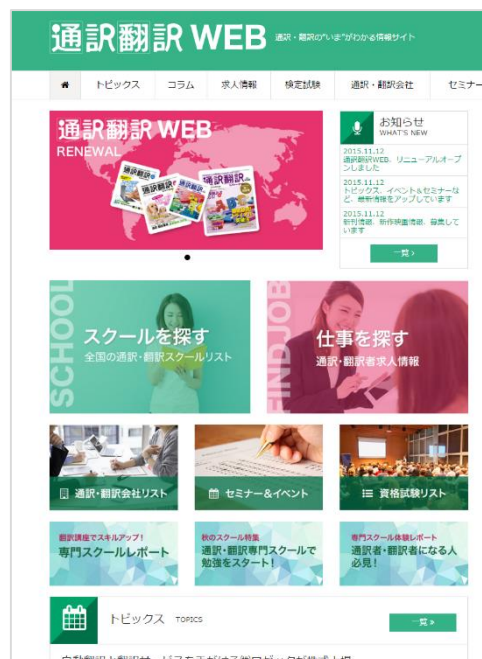 通訳翻訳 WEB
通訳・翻訳の"いま"がわかる情報サイト
トピックス
コラム
求人情報
検定試験
通訳・翻訳会社
セミナー
通訳翻訳 WEB
RENEWAL
お知らせ
WHAT'S NEW
2015.11.12
通訳翻訳WEB、リニューアルオープ
ンしました
2015.11.12
トピックス、イベント&セミナーな
ど、最新情報をアップしています
2015.11.12
新刊情報、新作映画情報、募集して
います
一覧 ›
SCHOOL
スクールを探す
全国の通訳・翻訳スクールリスト
FIND JOB
仕事を探す
通訳・翻訳者求人情報
通訳・翻訳会社リスト
セミナー&イベント
資格試験リスト
翻訳講座でスキルアップ!
専門スクールレポート
秋のスクール特集
通訳・翻訳専門スクールで
勉強をスタート!
専門スクール体験レポート
通訳者・翻訳者になる人
必見!
トピックス TOPICS
一覧 »